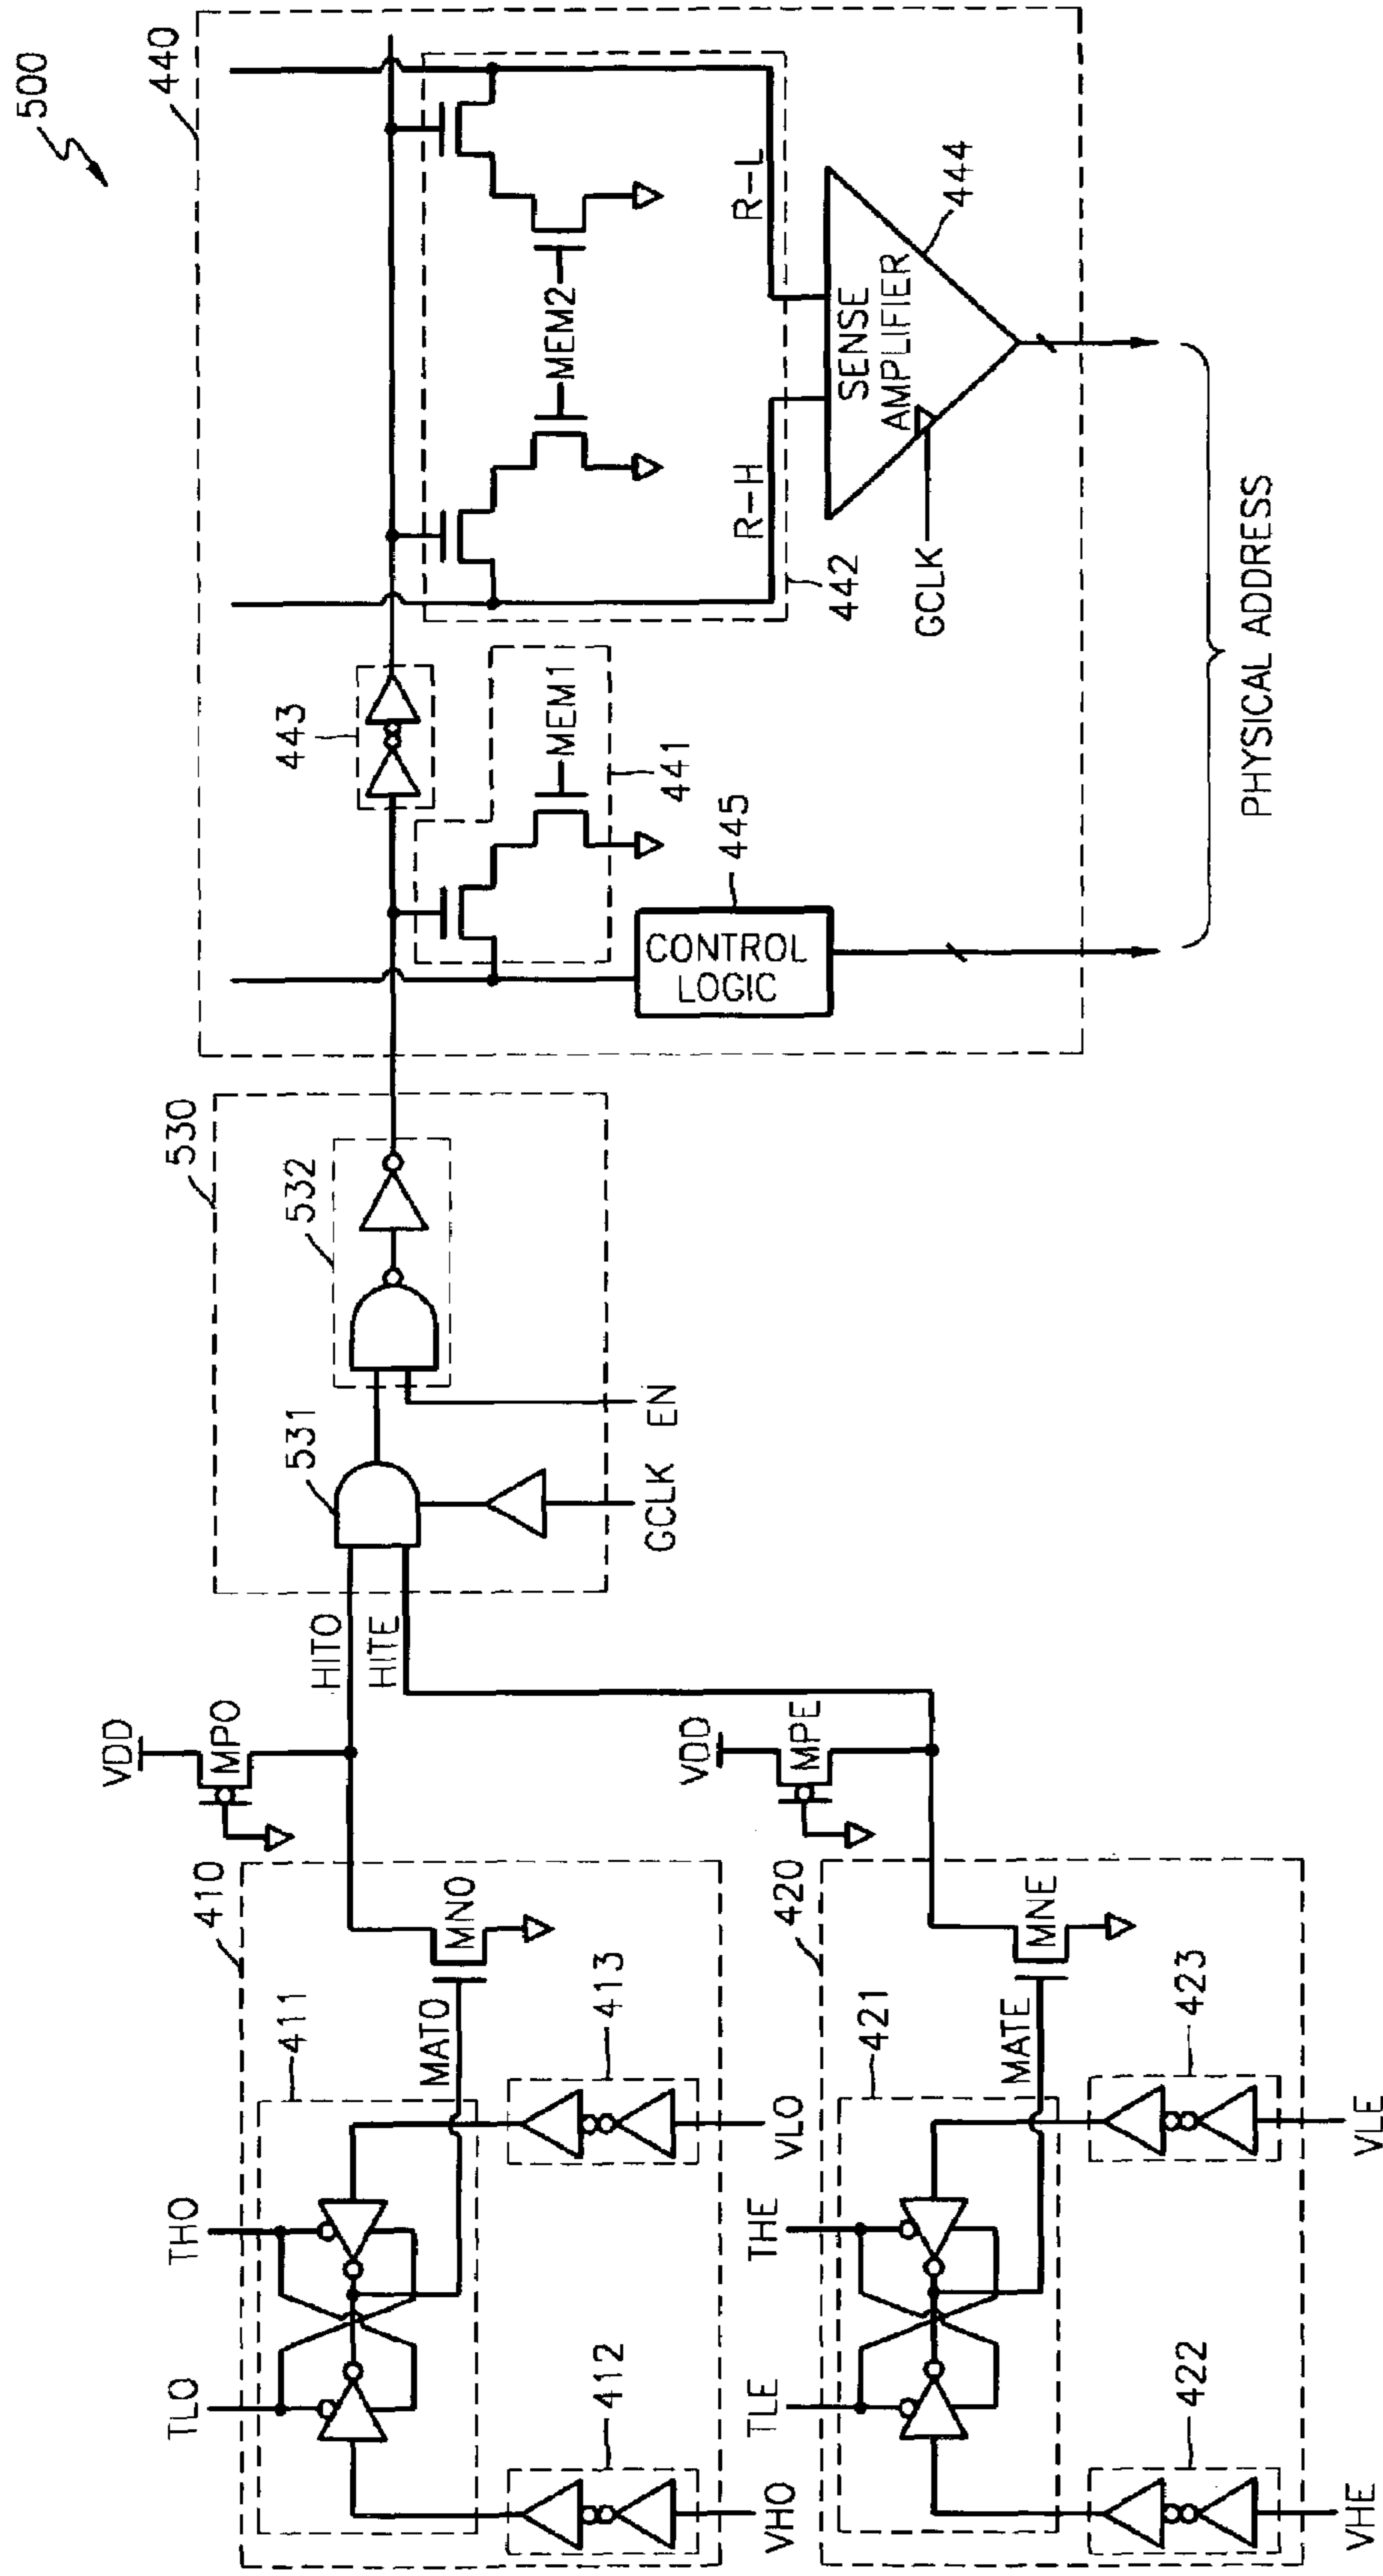 500
VDD
MPO
440
TLO
THO
410
530
411
HITO
HITE
531
532
443
MATO
MNO
412
413
VHO
VLO
GCLK
EN
MEM1
MEM2
441
445
CONTROL
LOGIC
R-H
R-L
442
VDD
MPE
TLE
THE
420
421
SENSE
AMPLIFIER
444
GCLK
MATE
MNE
422
423
VHE
VLE
PHYSICAL ADDRESS